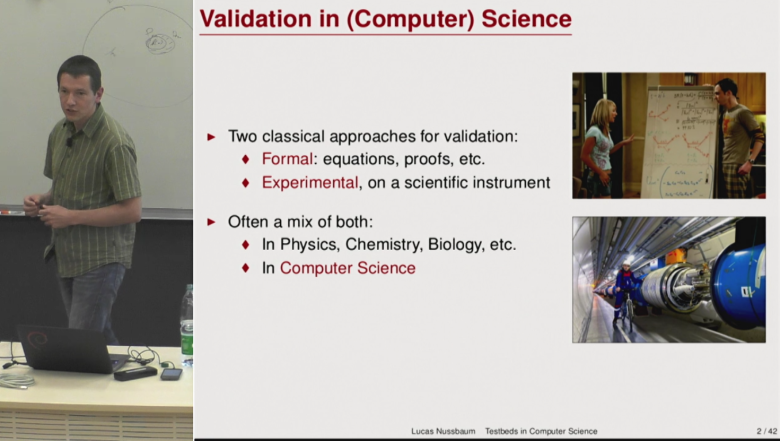 Validation in (Computer) Science
Two classical approaches for validation:
Formal: equations, proofs, etc.
Experimental, on a scientific instrument
Often a mix of both:
In Physics, Chemistry, Biology, etc.
In Computer Science
Lucas Nussbaum Testbeds in Computer Science 2 / 42